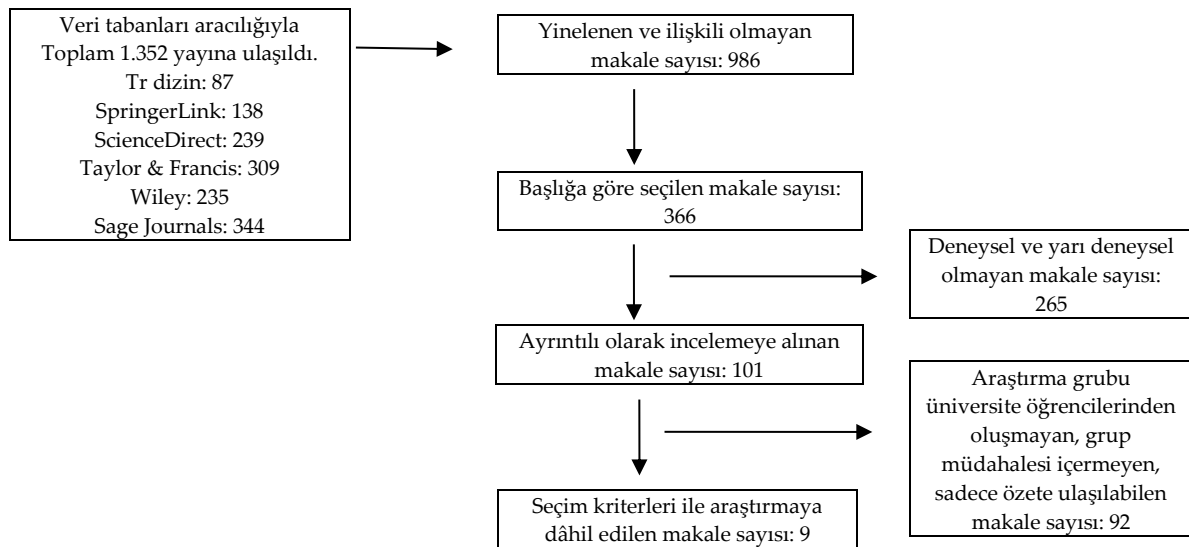 Veri tabanları aracılığıyla
Toplam 1.352 yayına ulaşıldı.
Tr dizin: 87
SpringerLink: 138
ScienceDirect: 239
Taylor & Francis: 309
Wiley: 235
Sage Journals: 344
Yinelenen ve ilişkili olmayan
makale sayısı: 986
Başlığa göre seçilen makale sayısı:
366
Deneysel ve yarı deneysel
olmayan makale sayısı:
265
Ayrıntılı olarak incelemeye alınan
makale sayısı: 101
Araştırma grubu
üniversite öğrencilerinden
oluşmayan, grup
müdahalesi içermeyen,
sadece özete ulaşılabilen
makale sayısı: 92
Seçim kriterleri ile araştırmaya
dâhil edilen makale sayısı: 9